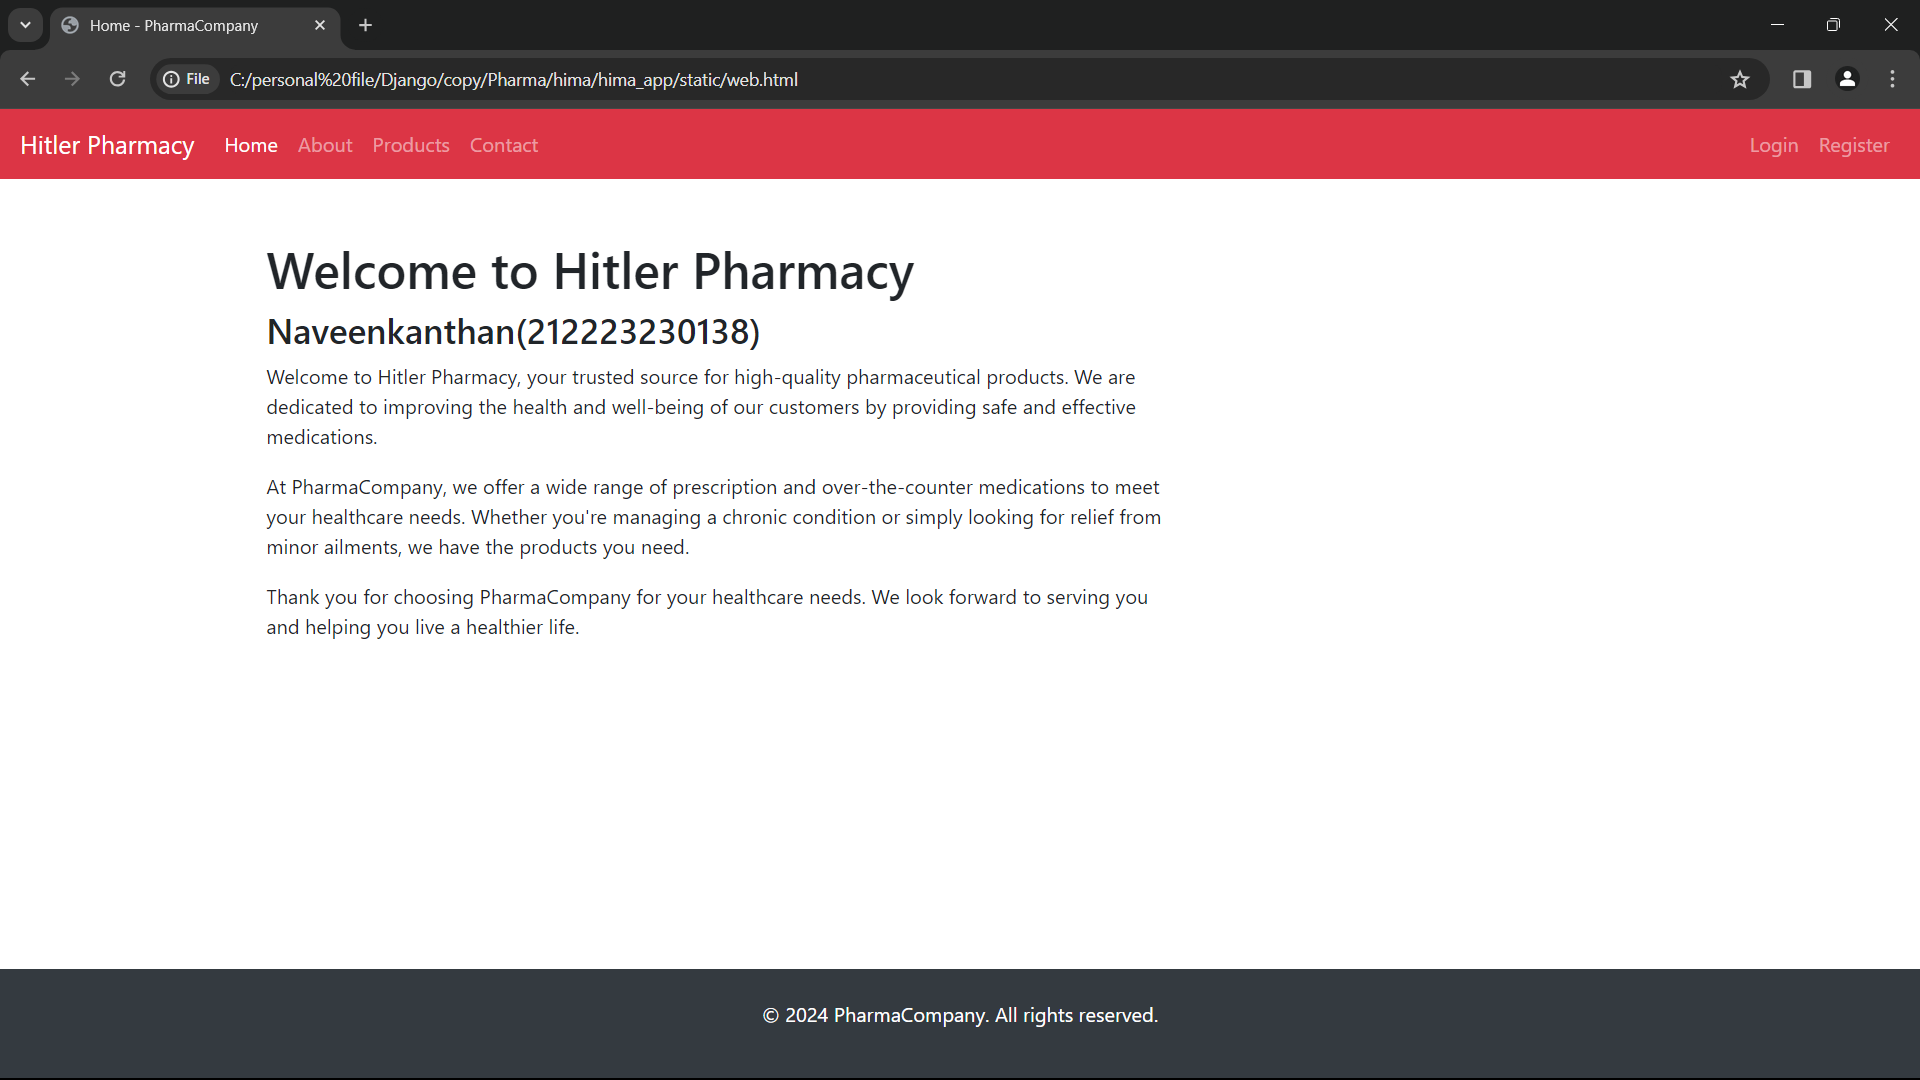 Home - PharmaCompany
File
C:/personal%20file/Django/copy/Pharma/hima/hima_app/static/web.html
Hitler Pharmacy Home About Products Contact Login Register
Welcome to Hitler Pharmacy
Naveenkanthan(212223230138)
Welcome to Hitler Pharmacy, your trusted source for high-quality pharmaceutical products. We are
dedicated to improving the health and well-being of our customers by providing safe and effective
medications.
At PharmaCompany, we offer a wide range of prescription and over-the-counter medications to meet
your healthcare needs. Whether you're managing a chronic condition or simply looking for relief from
minor ailments, we have the products you need.
Thank you for choosing PharmaCompany for your healthcare needs. We look forward to serving you
and helping you live a healthier life.
© 2024 PharmaCompany. All rights reserved.